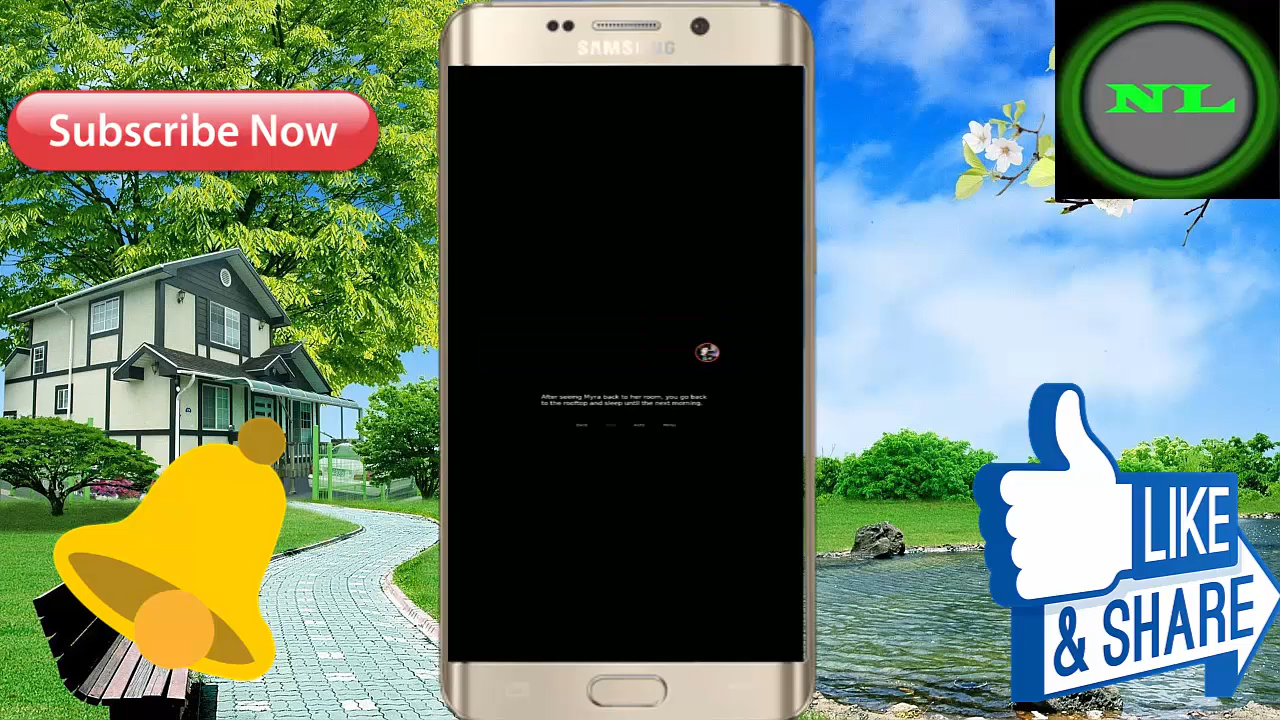 Subscribe Now
SAMSUNG
NL
After seeing Myra back to her room, you go back
to the rooftop and sleep until the next morning.
LIKE
& SHARE